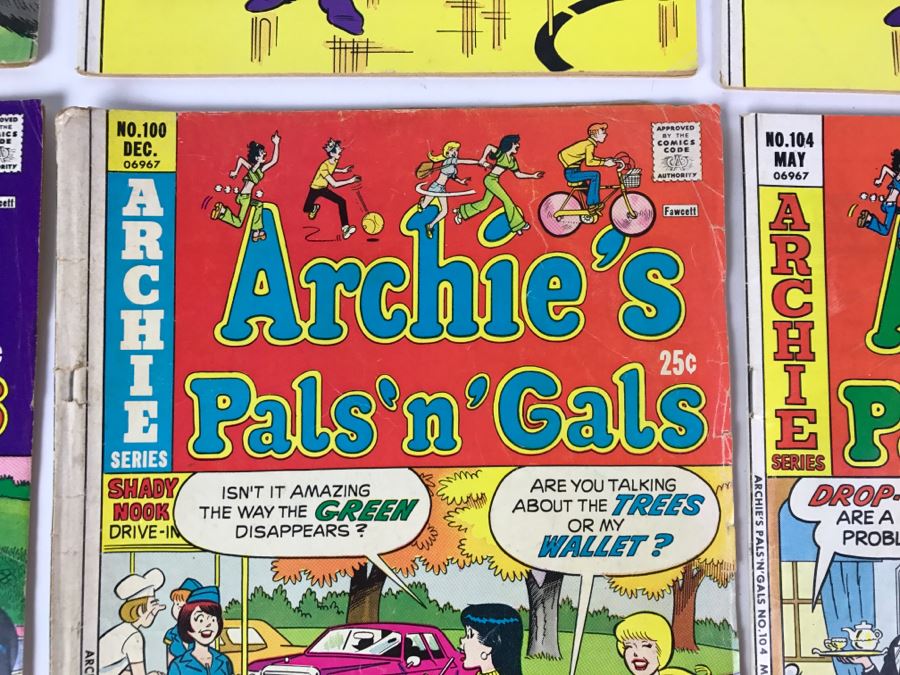 NO.100
DEC.
06967
ARCHIE
SERIES
APPROVED
BY THE
COMICS
CODE
AUTHORITY
Fawcett
Archie's
25¢
Pals 'n' Gals
SHADY
NOOK
DRIVE-IN
ISN'T IT AMAZING
THE WAY THE GREEN
DISAPPEARS?
ARE YOU TALKING
ABOUT THE TREES
OR MY
WALLET?
NO.104
MAY
06967
ARCHIE
SERIES
ARCHIE'S PALS 'N' GALS NO.104 M
DROP-
ARE A
PROBL